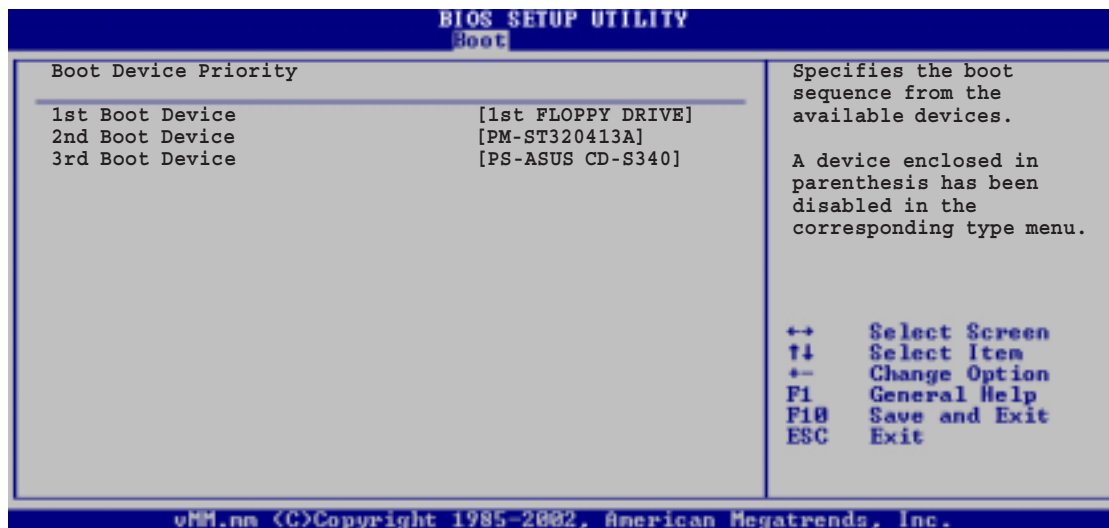 BIOS SETUP UTILITY
Boot
Boot Device Priority
1st Boot Device [1st FLOPPY DRIVE]
2nd Boot Device [PM-ST320413A]
3rd Boot Device [PS-ASUS CD-S340]
Specifies the boot
sequence from the
available devices.
A device enclosed in
parenthesis has been
disabled in the
corresponding type menu.
←→ Select Screen
↑↓ Select Item
+- Change Option
F1 General Help
F10 Save and Exit
ESC Exit
vMM.mm (C)Copyright 1985-2002, American Megatrends, Inc.